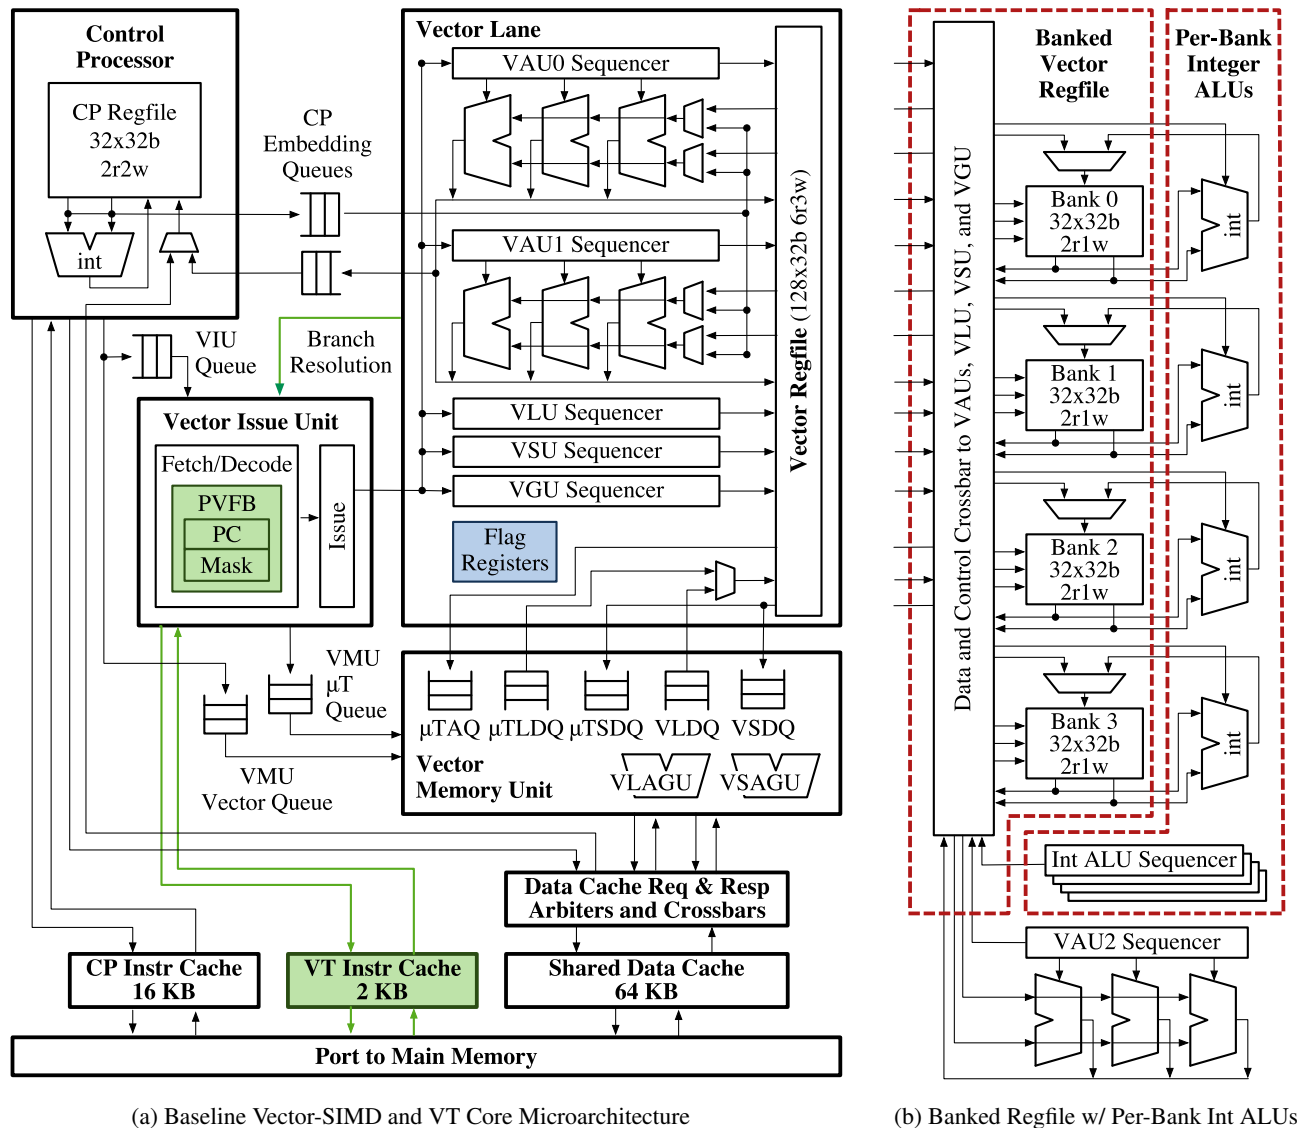 Control
Processor
CP Regfile
32x32b
2r2w
int
CP
Embedding
Queues
VIU
Queue
Branch
Resolution
Vector Issue Unit
Fetch/Decode
PVFB
PC
Mask
Issue
Vector Lane
VAU0 Sequencer
VAU1 Sequencer
VLU Sequencer
VSU Sequencer
VGU Sequencer
Flag
Registers
Vector Regfile (128x32b 6r3w)
VMU
μT
Queue
VMU
Vector Queue
μTAQ
μTLDQ
μTSDQ
VLDQ
VSDQ
Vector
Memory Unit
VLAGU
VSAGU
Data Cache Req & Resp
Arbiters and Crossbars
CP Instr Cache
16 KB
VT Instr Cache
2 KB
Shared Data Cache
64 KB
Port to Main Memory
(a) Baseline Vector-SIMD and VT Core Microarchitecture
Data and Control Crossbar to VAUs, VLU, VSU, and VGU
Banked
Vector
Regfile
Per-Bank
Integer
ALUs
Bank 0
32x32b
2r1w
int
Bank 1
32x32b
2r1w
int
Bank 2
32x32b
2r1w
int
Bank 3
32x32b
2r1w
int
Int ALU Sequencer
VAU2 Sequencer
(b) Banked Regfile w/ Per-Bank Int ALUs